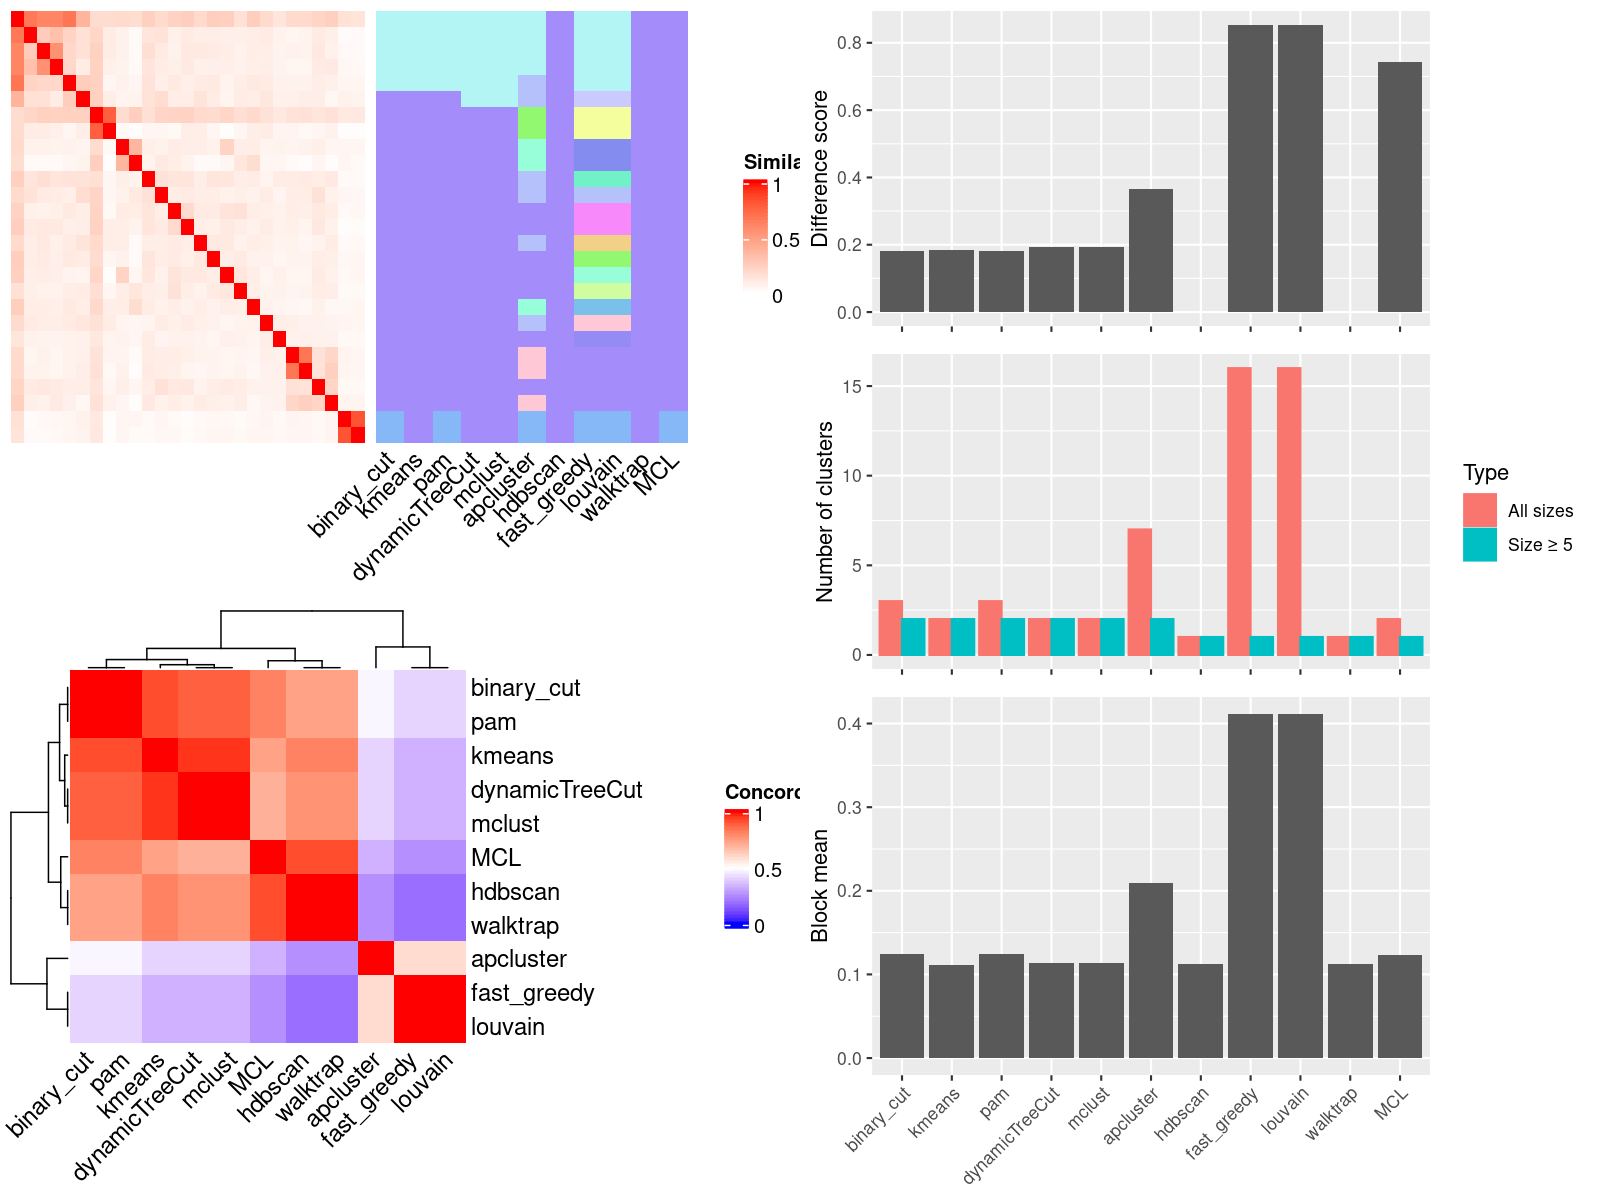 Simila
1
0.5
0
binary_cut
kmeans
pam
dynamicTreeCut
mclust
apcluster
hdbscan
fast_greedy
louvain
walktrap
MCL
binary_cut
pam
kmeans
dynamicTreeCut
mclust
MCL
hdbscan
walktrap
apcluster
fast_greedy
louvain
binary_cut
pam
kmeans
dynamicTreeCut
mclust
MCL
hdbscan
walktrap
apcluster
fast_greedy
louvain
Concord
1
0.5
0
Difference score
0.8
0.6
0.4
0.2
0.0
Number of clusters
15
10
5
0
Type
All sizes
Size ≥ 5
Block mean
0.4
0.3
0.2
0.1
0.0
binary_cut
kmeans
pam
dynamicTreeCut
mclust
apcluster
hdbscan
fast_greedy
louvain
walktrap
MCL